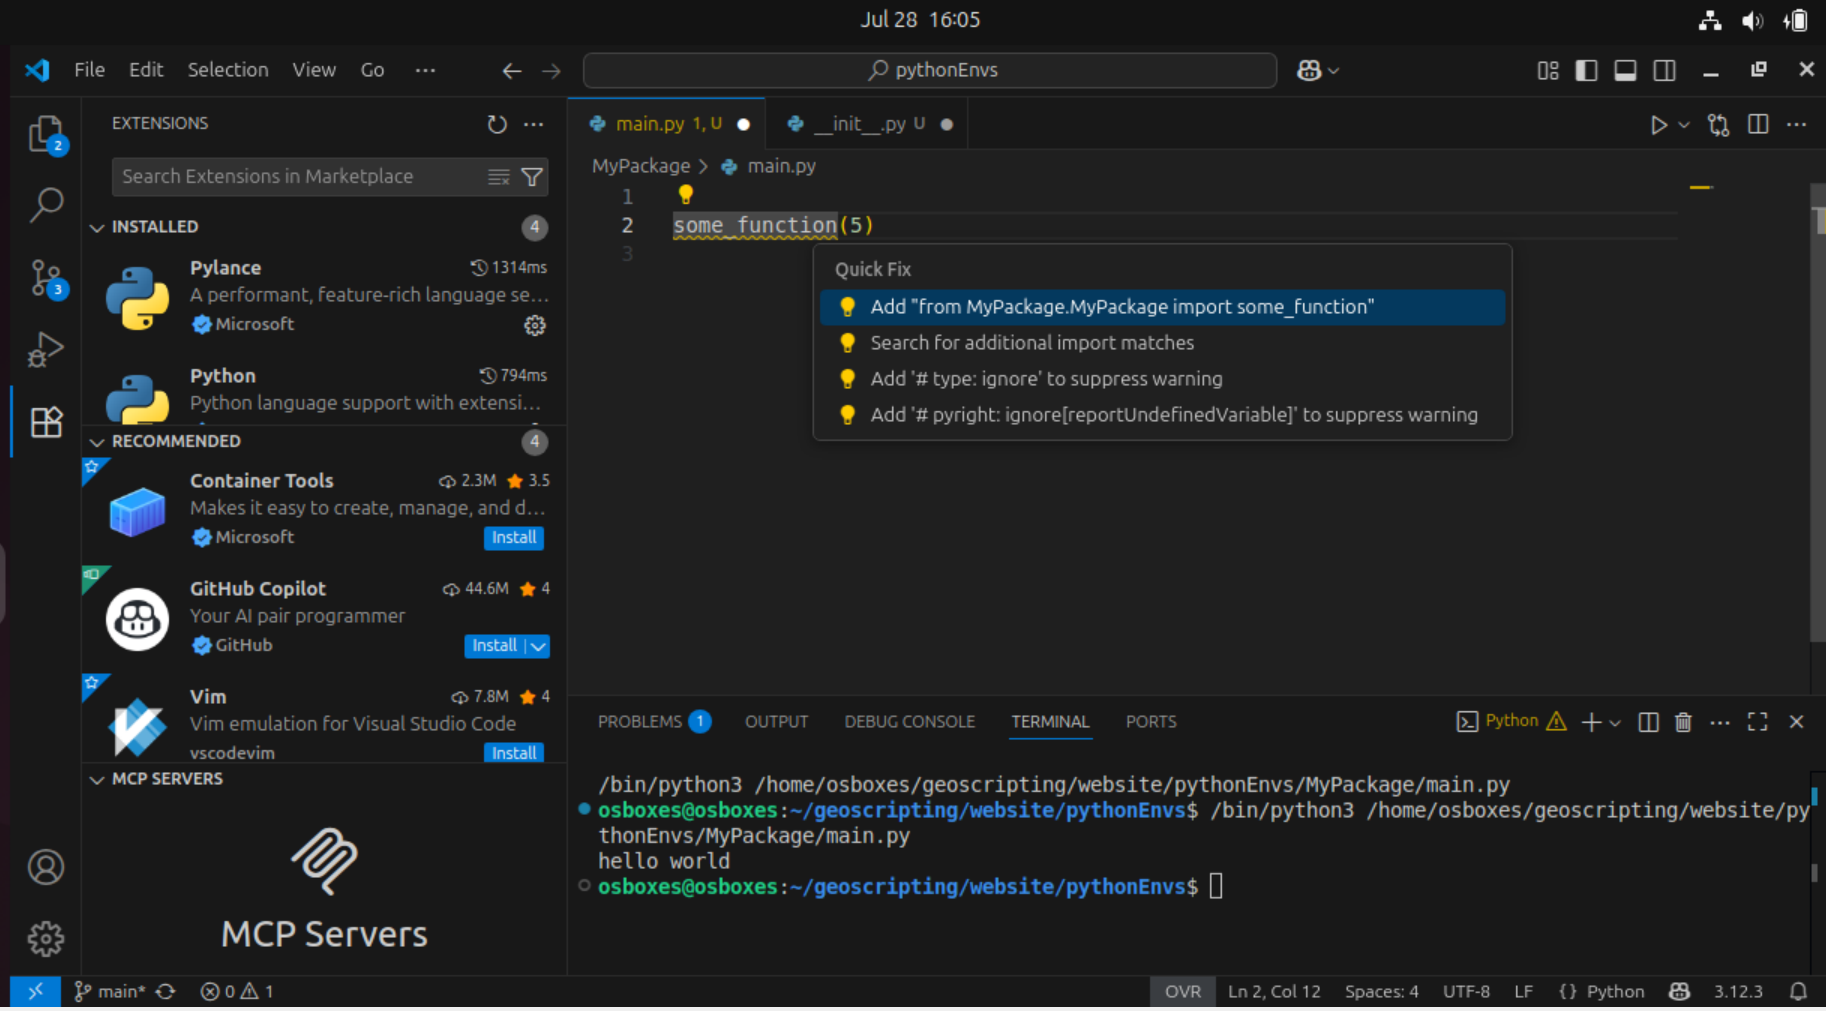 Jul 28 16:05
File Edit Selection View Go ···
pythonEnvs
2
3
EXTENSIONS
Search Extensions in Marketplace
INSTALLED 4
Pylance 1314ms
A performant, feature-rich language se...
Microsoft
Python 794ms
Python language support with extensi...
RECOMMENDED 4
Container Tools 2.3M 3.5
Makes it easy to create, manage, and d...
Microsoft Install
GitHub Copilot 44.6M 4
Your AI pair programmer
GitHub Install
Vim 7.8M 4
Vim emulation for Visual Studio Code
vscodevim Install
MCP SERVERS
MCP Servers
main.py 1, U __init__.py U
MyPackage > main.py
1
2 some_function(5)
3
Quick Fix
Add "from MyPackage.MyPackage import some_function"
Search for additional import matches
Add '# type: ignore' to suppress warning
Add '# pyright: ignore[reportUndefinedVariable]' to suppress warning
PROBLEMS 1 OUTPUT DEBUG CONSOLE TERMINAL PORTS Python
/bin/python3 /home/osboxes/geoscripting/website/pythonEnvs/MyPackage/main.py
osboxes@osboxes:~/geoscripting/website/pythonEnvs$ /bin/python3 /home/osboxes/geoscripting/website/py
thonEnvs/MyPackage/main.py
hello world
osboxes@osboxes:~/geoscripting/website/pythonEnvs$
main* 0 1 OVR Ln 2, Col 12 Spaces: 4 UTF-8 LF {} Python 3.12.3